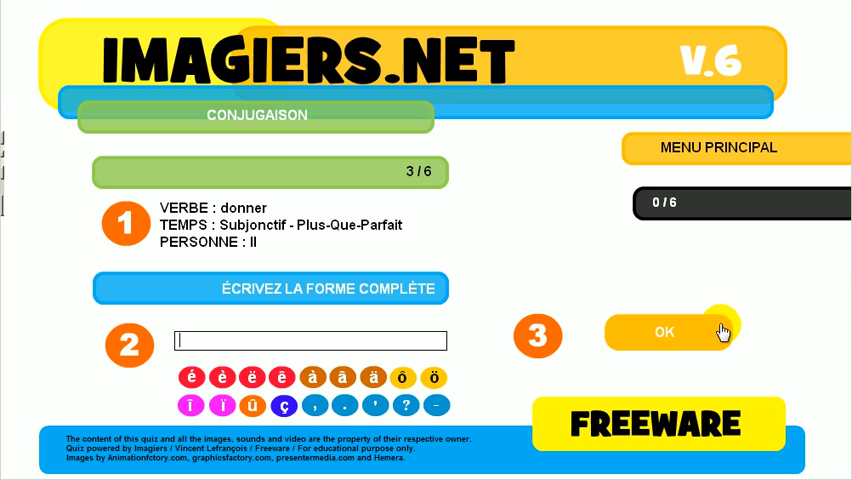 IMAGIERS.NET
V.6
CONJUGAISON
MENU PRINCIPAL
3 / 6
0 / 6
1
VERBE : donner
TEMPS : Subjonctif - Plus-Que-Parfait
PERSONNE : Il
ÉCRIVEZ LA FORME COMPLÈTE
2
3
OK
é è ë ê à â ä ô ö
î ï û ç , . ' ? -
FREEWARE
The content of this quiz and all the images, sounds and video are the property of their respective owner.
Quiz powered by Imagiers / Vincent Lefrançois / Freeware / For educational purpose only.
Images by Animationfctory.com, graphicsfactory.com, presentermedia.com and Hemera.